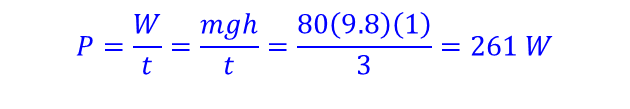 P = W/t = mgh/t = 80(9.8)(1)/3 = 261 W